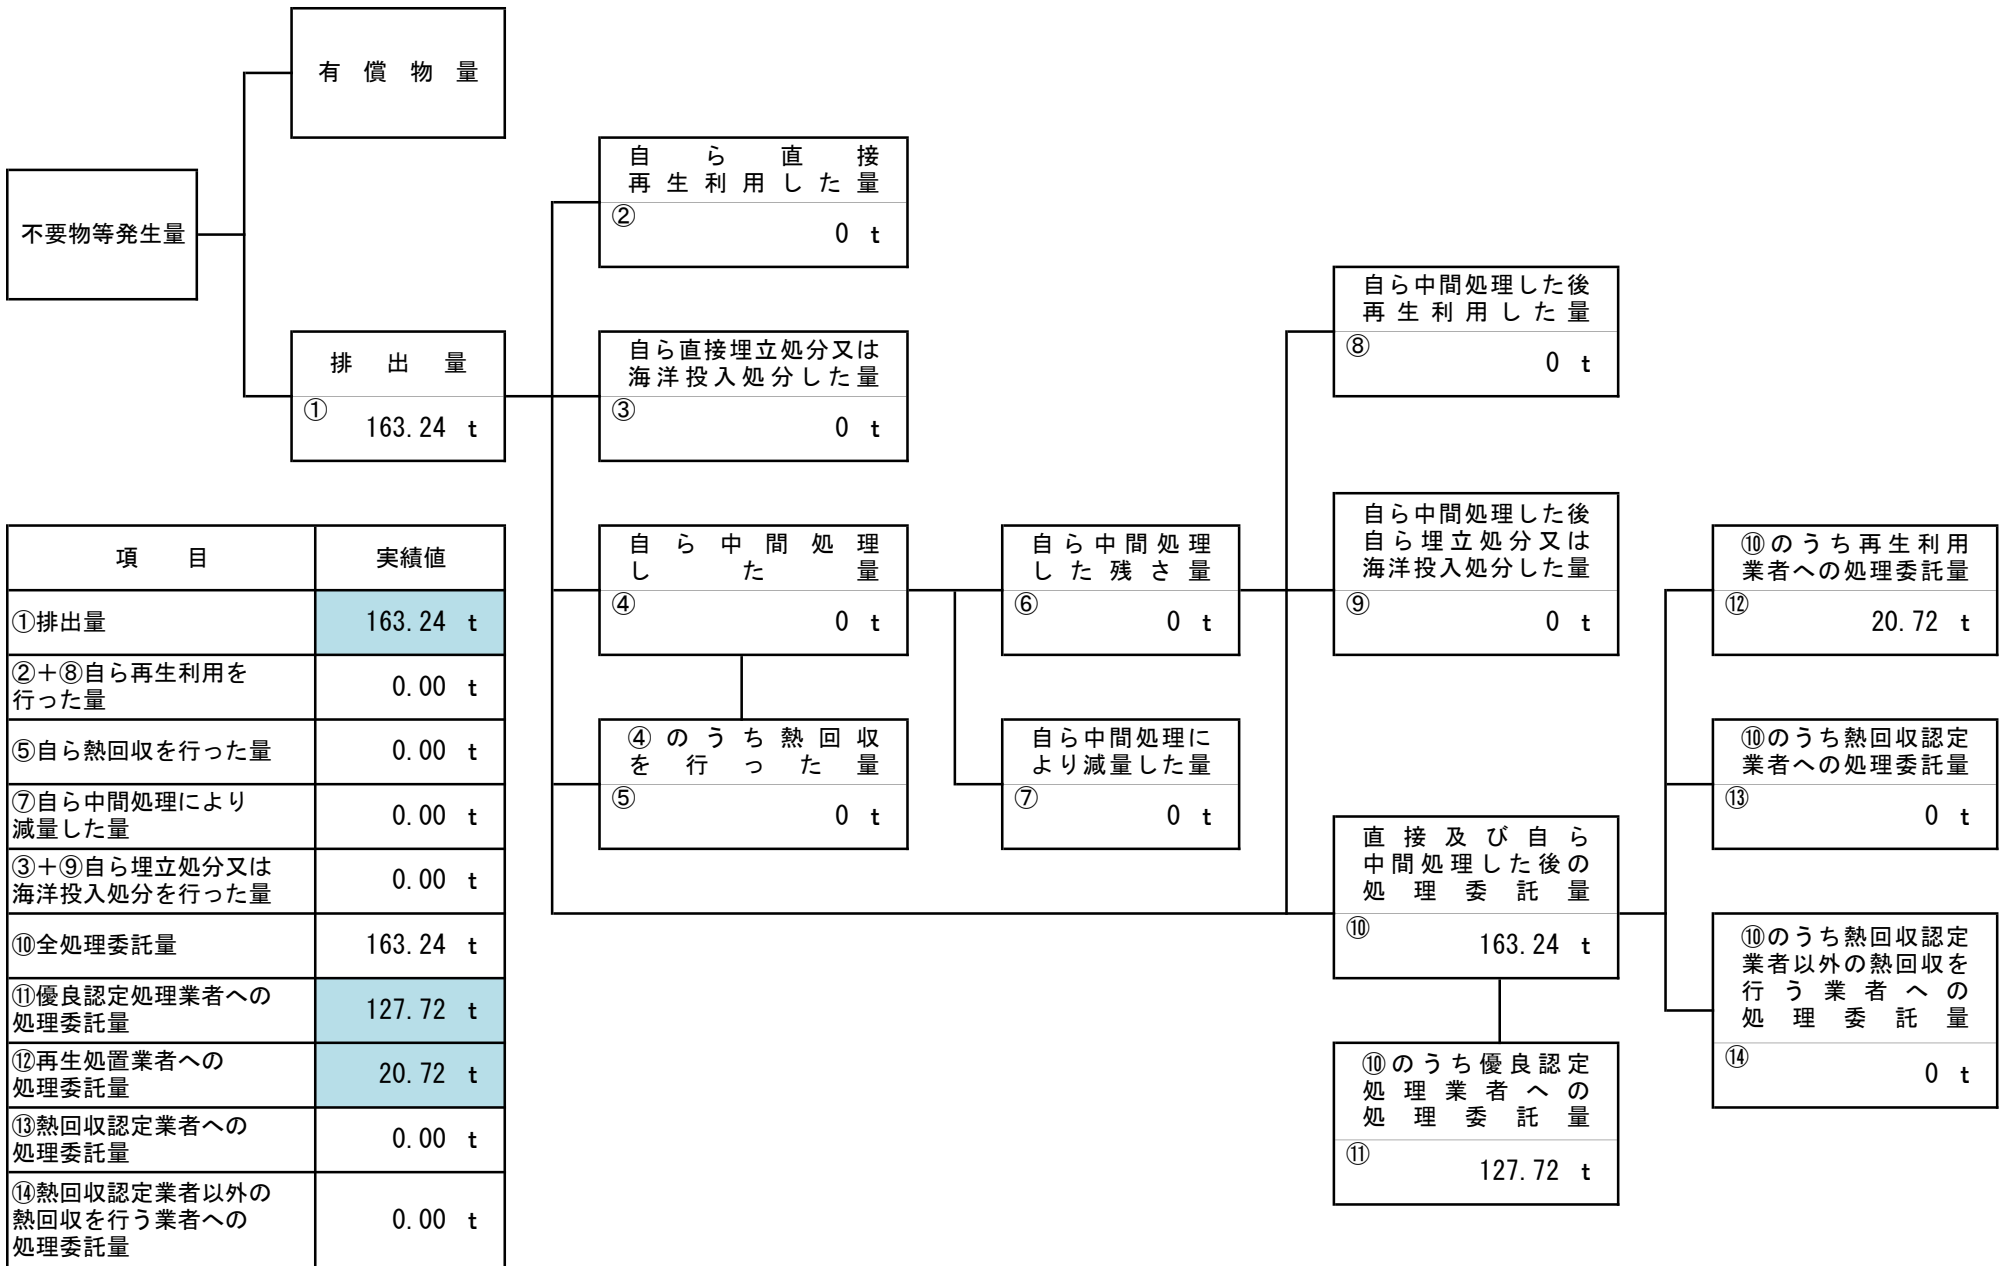 有償物量
不要物等発生量
排出量
①
163.24 t
自ら直接
再生利用した量
②
0 t
自ら直接埋立処分又は
海洋投入処分した量
③
0 t
自ら中間処理
した量
④
0 t
④のうち熱回収
を行った量
⑤
0 t
自ら中間処理
した残さ量
⑥
0 t
自ら中間処理に
より減量した量
⑦
0 t
自ら中間処理した後
再生利用した量
⑧
0 t
自ら中間処理した後
自ら埋立処分又は
海洋投入処分した量
⑨
0 t
直接及び自ら
中間処理した後の
処理委託量
⑩
163.24 t
⑩のうち優良認定
処理業者への
処理委託量
⑪
127.72 t
⑩のうち再生利用
業者への処理委託量
⑫
20.72 t
⑩のうち熱回収認定
業者への処理委託量
⑬
0 t
⑩のうち熱回収認定
業者以外の熱回収を
行う業者への
処理委託量
⑭
0 t
項目 実績値
①排出量 163.24 t
②＋⑧自ら再生利用を
行った量 0.00 t
⑤自ら熱回収を行った量 0.00 t
⑦自ら中間処理により
減量した量 0.00 t
③＋⑨自ら埋立処分又は
海洋投入処分を行った量 0.00 t
⑩全処理委託量 163.24 t
⑪優良認定処理業者への
処理委託量 127.72 t
⑫再生処置業者への
処理委託量 20.72 t
⑬熱回収認定業者への
処理委託量 0.00 t
⑭熱回収認定業者以外の
熱回収を行う業者への 0.00 t
処理委託量